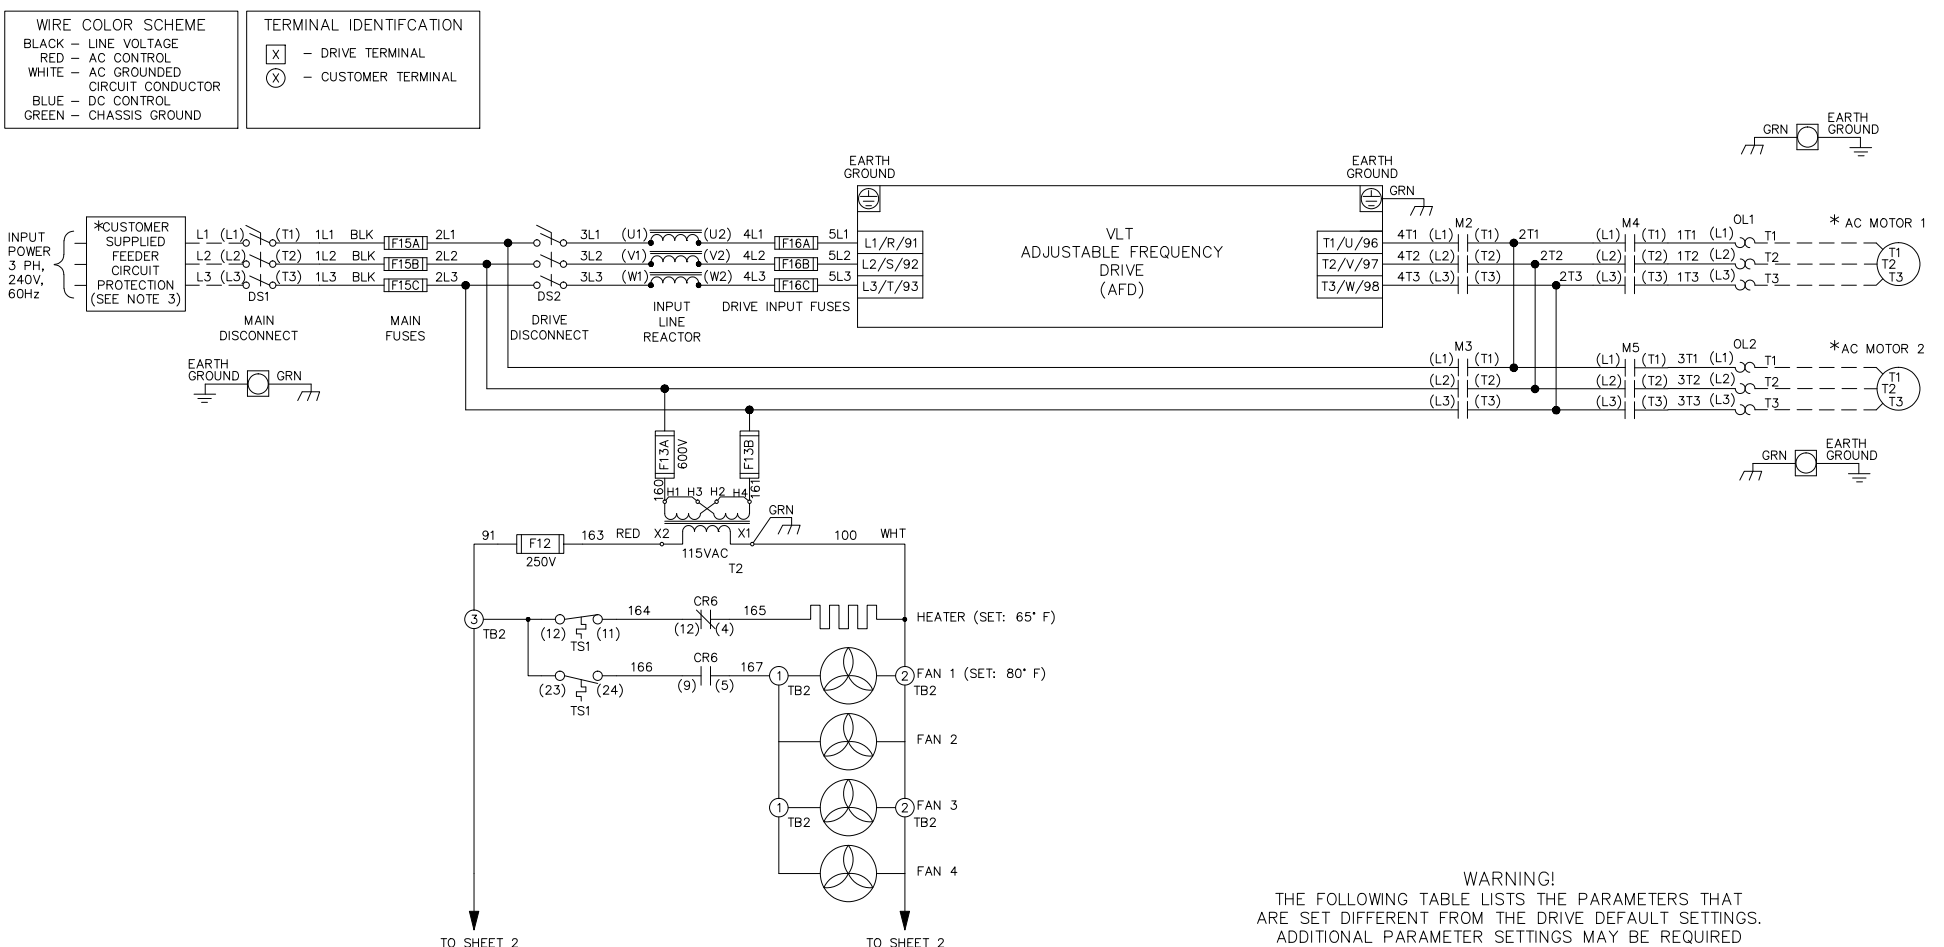 WIRE COLOR SCHEME
BLACK – LINE VOLTAGE
RED – AC CONTROL
WHITE – AC GROUNDED
CIRCUIT CONDUCTOR
BLUE – DC CONTROL
GREEN – CHASSIS GROUND
TERMINAL IDENTIFCATION
X – DRIVE TERMINAL
X – CUSTOMER TERMINAL
GRN
EARTH
GROUND
INPUT
POWER
3 PH,
240V,
60Hz
*CUSTOMER
SUPPLIED
FEEDER
CIRCUIT
PROTECTION
(SEE NOTE 3)
L1 (L1) (T1) 1L1 BLK F15A 2L1
L2 (L2) (T2) 1L2 BLK F15B 2L2
L3 (L3) (T3) 1L3 BLK F15C 2L3
DS1
MAIN
DISCONNECT
MAIN
FUSES
3L1 (U1) (U2) 4L1 F16A 5L1
3L2 (V1) (V2) 4L2 F16B 5L2
3L3 (W1) (W2) 4L3 F16C 5L3
DS2
DRIVE
DISCONNECT
INPUT
LINE
REACTOR
DRIVE INPUT FUSES
EARTH
GROUND
L1/R/91
L2/S/92
L3/T/93
VLT
ADJUSTABLE FREQUENCY
DRIVE
(AFD)
EARTH
GROUND
GRN
T1/U/96
T2/V/97
T3/W/98
M2
4T1 (L1) (T1) 2T1
4T2 (L2) (T2) 2T2
4T3 (L3) (T3) 2T3
M4
(L1) (T1) 1T1 (L1) T1
(L2) (T2) 1T2 (L2) T2
(L3) (T3) 1T3 (L3) T3
OL1
* AC MOTOR 1
T1
T2
T3
EARTH
GROUND
GRN
M3
(L1) (T1)
(L2) (T2)
(L3) (T3)
M5
(L1) (T1) 3T1 (L1) T1
(L2) (T2) 3T2 (L2) T2
(L3) (T3) 3T3 (L3) T3
OL2
*AC MOTOR 2
T1
T2
T3
GRN
EARTH
GROUND
F13A
600V
F13B
160
H1 H3 H2 H4
161
GRN
91
F12
250V
163 RED X2
115VAC
X1
T2
100 WHT
3
TB2
(12) (11)
TS1
164
CR6
(12) (4)
165
HEATER (SET: 65° F)
(23) (24)
TS1
166
CR6
(9) (5)
167
1
TB2
2
TB2
FAN 1 (SET: 80° F)
FAN 2
1
TB2
2
TB2
FAN 3
FAN 4
TO SHEET 2
TO SHEET 2
WARNING!
THE FOLLOWING TABLE LISTS THE PARAMETERS THAT
ARE SET DIFFERENT FROM THE DRIVE DEFAULT SETTINGS.
ADDITIONAL PARAMETER SETTINGS MAY BE REQUIRED